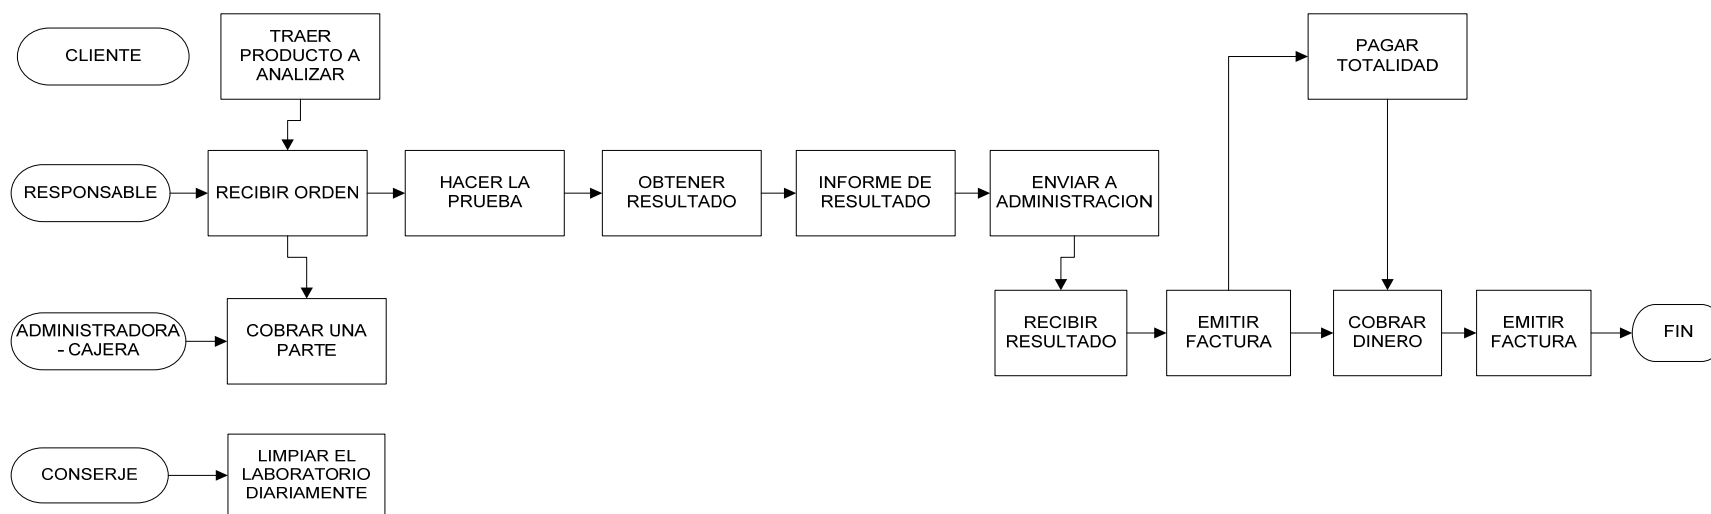 CLIENTE
TRAER
PRODUCTO A
ANALIZAR
PAGAR
TOTALIDAD
RESPONSABLE
RECIBIR ORDEN
HACER LA
PRUEBA
OBTENER
RESULTADO
INFORME DE
RESULTADO
ENVIAR A
ADMINISTRACION
ADMINISTRADORA
- CAJERA
COBRAR UNA
PARTE
RECIBIR
RESULTADO
EMITIR
FACTURA
COBRAR
DINERO
EMITIR
FACTURA
FIN
CONSERJE
LIMPIAR EL
LABORATORIO
DIARIAMENTE